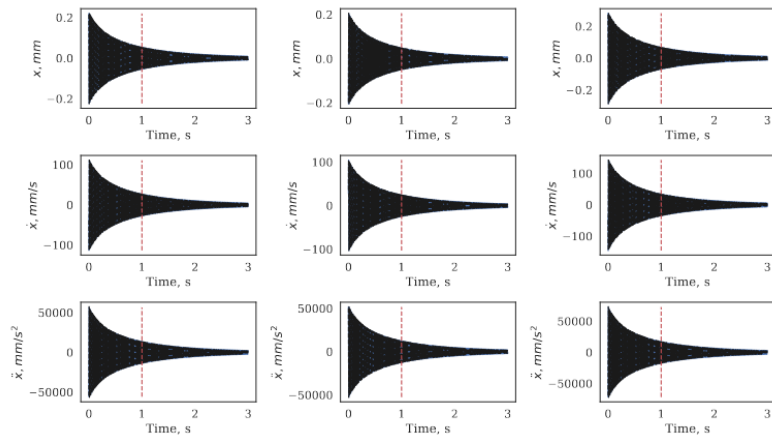 x, mm
0.2
0.0
−0.2
0 1 2 3
Time, s
x, mm
0.2
0.0
−0.2
0 1 2 3
Time, s
x, mm
0.2
0.0
−0.2
0 1 2 3
Time, s
ẋ, mm/s
100
0
−100
0 1 2 3
Time, s
ẋ, mm/s
100
0
−100
0 1 2 3
Time, s
ẋ, mm/s
100
0
−100
0 1 2 3
Time, s
ẍ, mm/s²
50000
0
−50000
0 1 2 3
Time, s
ẍ, mm/s²
50000
0
−50000
0 1 2 3
Time, s
ẍ, mm/s²
50000
0
−50000
0 1 2 3
Time, s